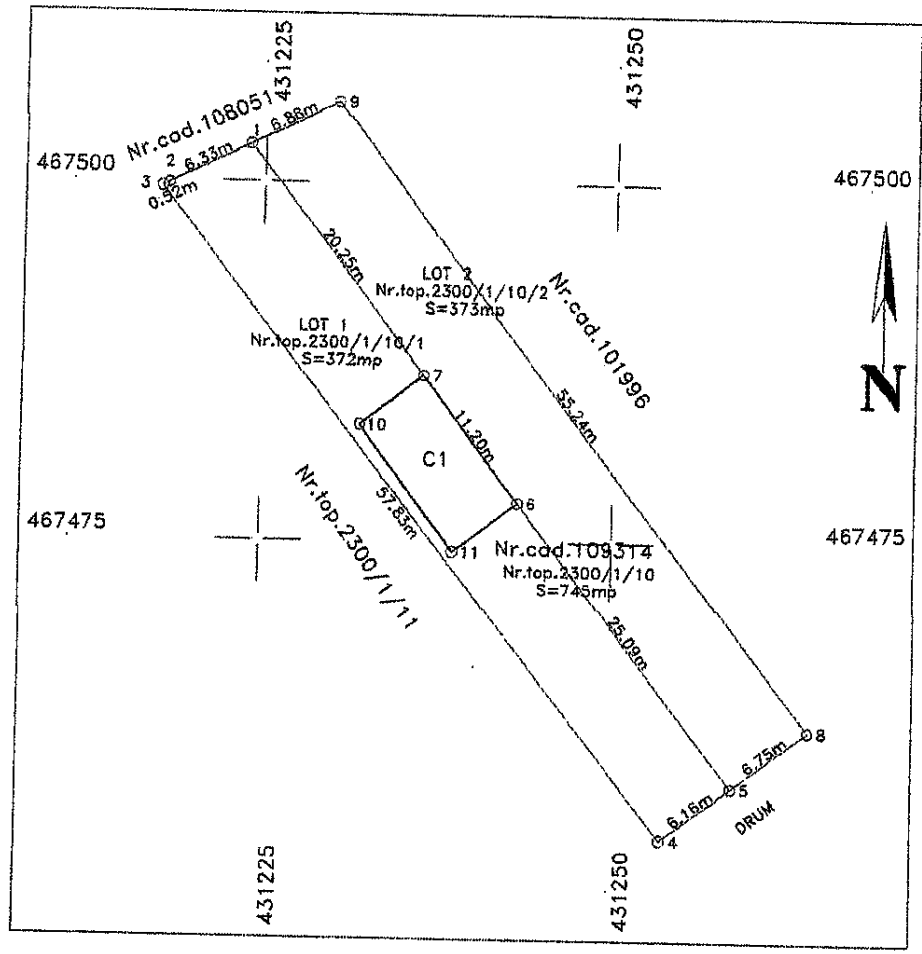 431225
431250
Nr.cad.108051
467500
467500
9
6.86m
1
6.33m
2
3
0.52m
20.25m
LOT 2
Nr.top.2300/1/10/2
S=373mp
Nr.cad.101996
LOT 1
Nr.top.2300/1/10/1
S=372mp
N
7
10
11.20m
55.24m
C1
57.83m
Nr.top.2300/1/11
6
467475
467475
11
Nr.cad.109314
Nr.top.2300/1/10
S=745mp
25.09m
8
6.75m
5
6.16m
DRUM
4
431225
431250